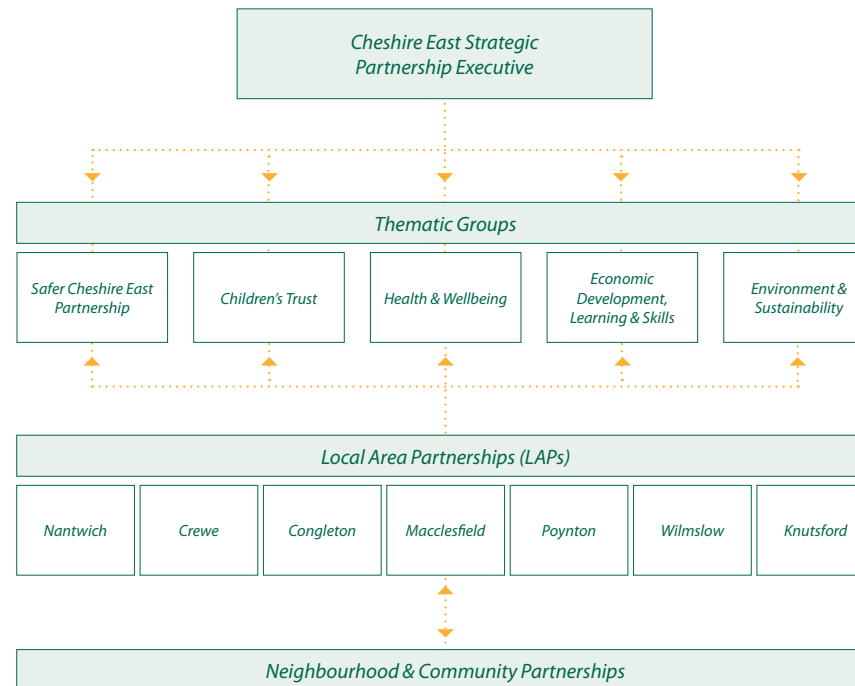 Cheshire East Strategic
Partnership Executive
Thematic Groups
Safer Cheshire East
Partnership
Children’s Trust
Health & Wellbeing
Economic
Development,
Learning & Skills
Environment &
Sustainability
Local Area Partnerships (LAPs)
Nantwich
Crewe
Congleton
Macclesfield
Poynton
Wilmslow
Knutsford
Neighbourhood & Community Partnerships